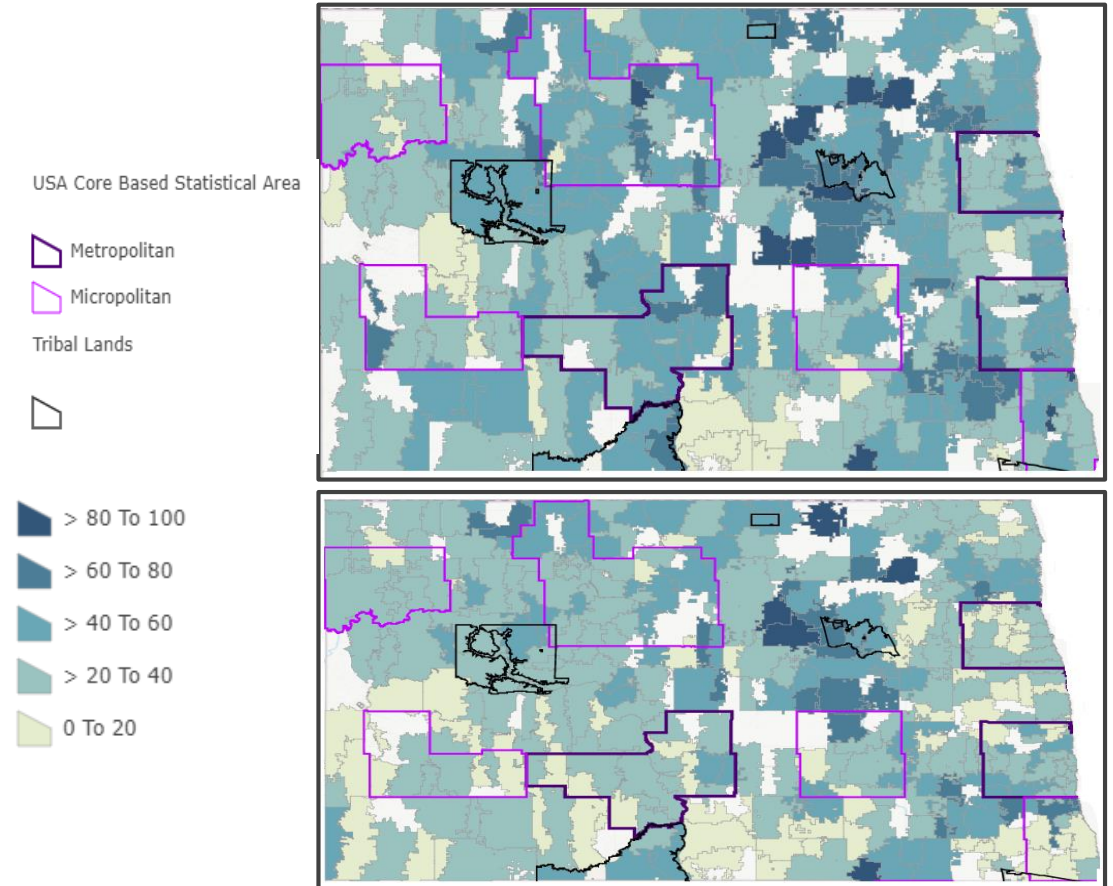 USA Core Based Statistical Area
Metropolitan
Micropolitan
Tribal Lands
> 80 To 100
> 60 To 80
> 40 To 60
> 20 To 40
0 To 20